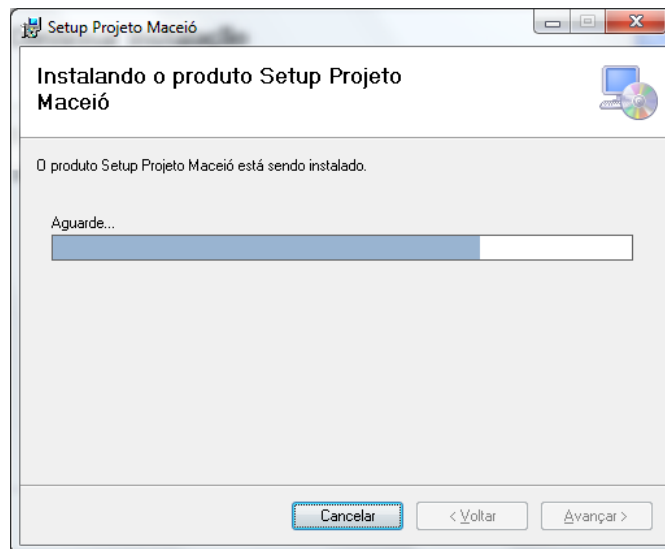 Setup Projeto Maceió
Instalando o produto Setup Projeto
Maceió
O produto Setup Projeto Maceió está sendo instalado.
Aguarde...
Cancelar
< Voltar
Avançar >